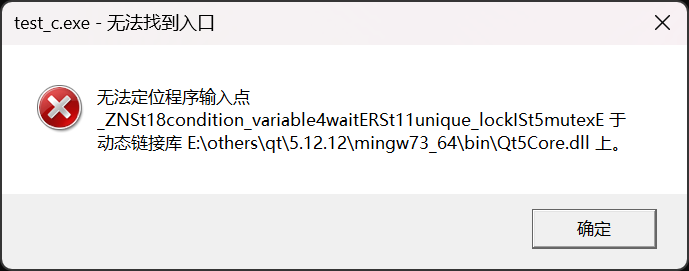 test_c.exe - 无法找到入口
无法定位程序输入点
_ZNSt18condition_variable4waitERSt11unique_lockISt5mutexE 于
动态链接库 E:\others\qt\5.12.12\mingw73_64\bin\Qt5Core.dll 上。
确定